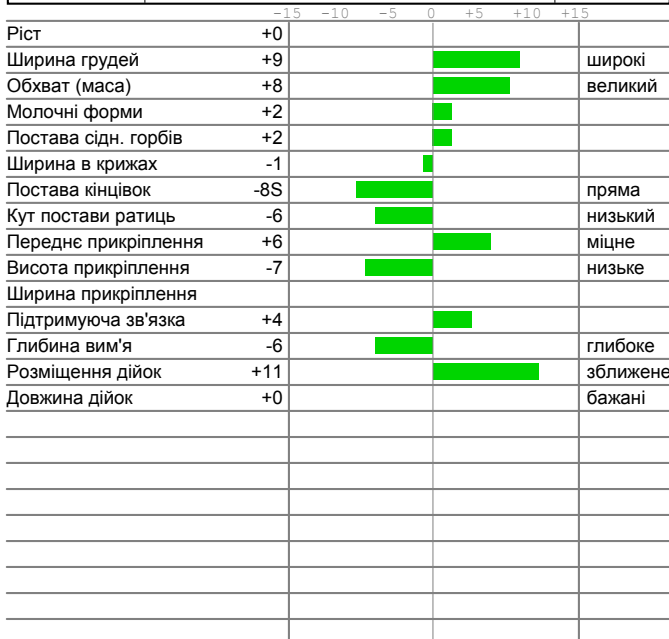 -15 -10 -5 0 +5 +10 +15
Ріст +0
Ширина грудей +9 широкі
Обхват (маса) +8 великий
Молочні форми +2
Постава сідн. горбів +2
Ширина в крижах -1
Постава кінцівок -8S пряма
Кут постави ратиць -6 низький
Переднє прикріплення +6 міцне
Висота прикріплення -7 низьке
Ширина прикріплення
Підтримуюча зв'язка +4
Глибина вим'я -6 глибоке
Розміщення дійок +11 зближене
Довжина дійок +0 бажані